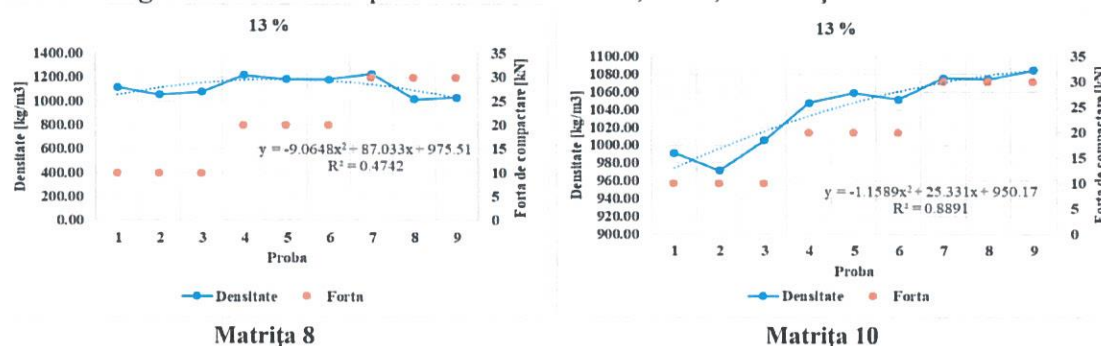 13 %
1400.00
1200.00
1000.00
800.00
600.00
400.00
200.00
0.00
Densitate [kg/m3]
35
30
25
20
15
10
5
0
Forta de compactare [kN]
y = -9.0648x² + 87.033x + 975.51
R² = 0.4742
1 2 3 4 5 6 7 8 9
Proba
Densitate Forta
Matrița 8
13 %
1100.00
1080.00
1060.00
1040.00
1020.00
1000.00
980.00
960.00
940.00
920.00
900.00
Densitate [kg/m3]
35
30
25
20
15
10
5
0
Forta de compactare [kN]
y = -1.1589x² + 25.331x + 950.17
R² = 0.8891
1 2 3 4 5 6 7 8 9
Proba
Densitate Forta
Matrița 10